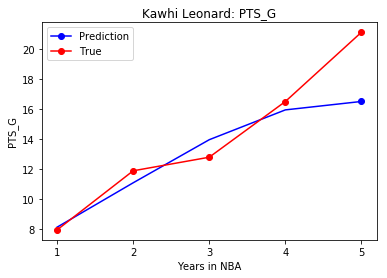 Kawhi Leonard: PTS_G
Prediction
True
PTS_G
20
18
16
14
12
10
8
1 2 3 4 5
Years in NBA